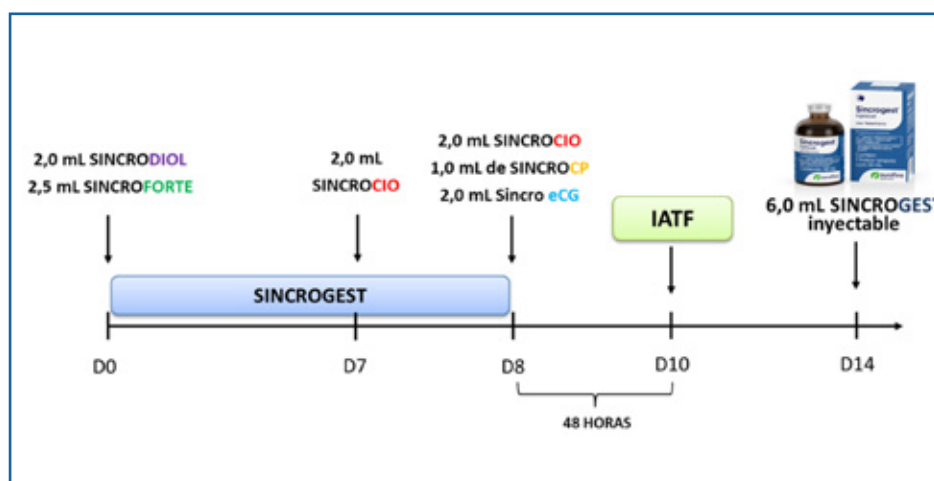 2,0 mL SINCRODIOL
2,5 mL SINCROFORTE
2,0 mL
SINCROCIO
2,0 mL SINCROCIO
1,0 mL de SINCROCP
2,0 mL Sincro eCG
IATF
Sincrogest
Sincrogest
6,0 mL SINCROGEST
inyectable
SINCROGEST
D0
D7
D8
D10
D14
48 HORAS